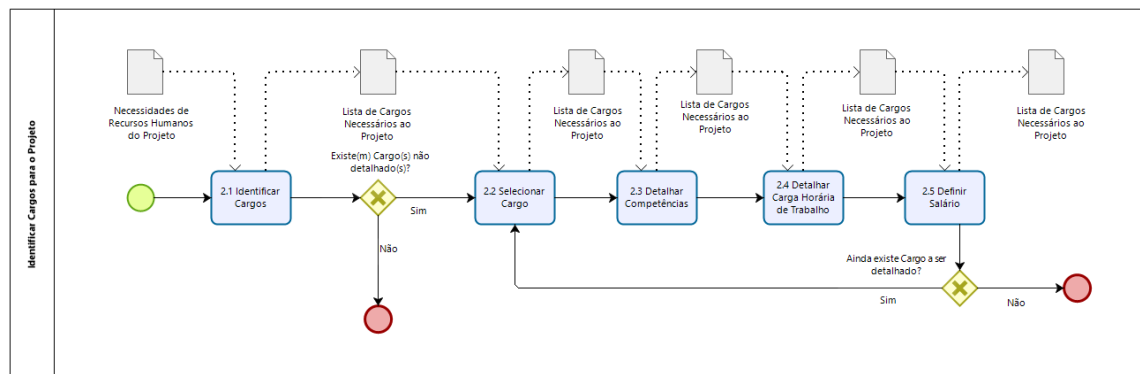 Identificar Cargos para o Projeto
Necessidades de
Recursos Humanos
do Projeto
Lista de Cargos
Necessários ao
Projeto
Lista de Cargos
Necessários ao
Projeto
Lista de Cargos
Necessários ao
Projeto
Lista de Cargos
Necessários ao
Projeto
Lista de Cargos
Necessários ao
Projeto
Existe(m) Cargo(s) não
detalhado(s)?
2.1 Identificar
Cargos
Sim
Não
2.2 Selecionar
Cargo
2.3 Detalhar
Competências
2.4 Detalhar
Carga Horária
de Trabalho
2.5 Definir
Salário
Ainda existe Cargo a ser
detalhado?
Sim
Não